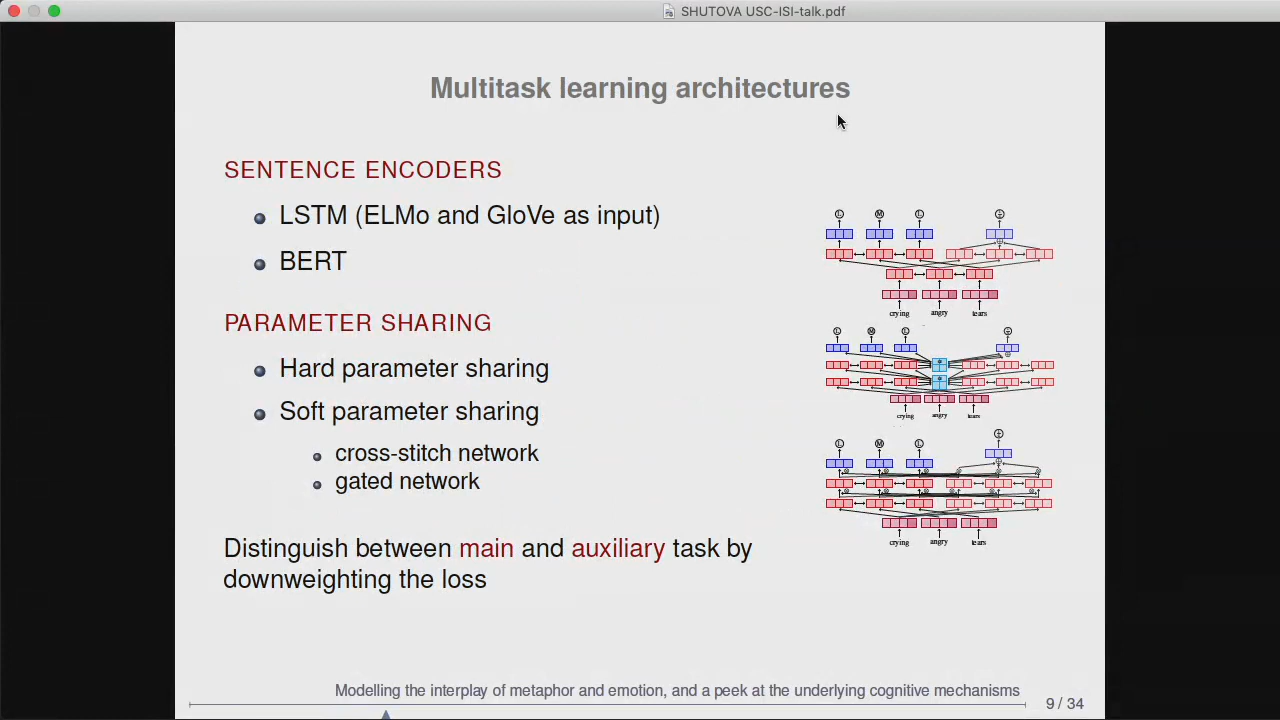 SHUTOVA USC-ISI-talk.pdf
Multitask learning architectures
SENTENCE ENCODERS
LSTM (ELMo and GloVe as input)
BERT
PARAMETER SHARING
Hard parameter sharing
Soft parameter sharing
cross-stitch network
gated network
Distinguish between main and auxiliary task by
downweighting the loss
L M L
crying angry tears
L M L
crying angry tears
L M L
crying angry tears
Modelling the interplay of metaphor and emotion, and a peek at the underlying cognitive mechanisms
9 / 34